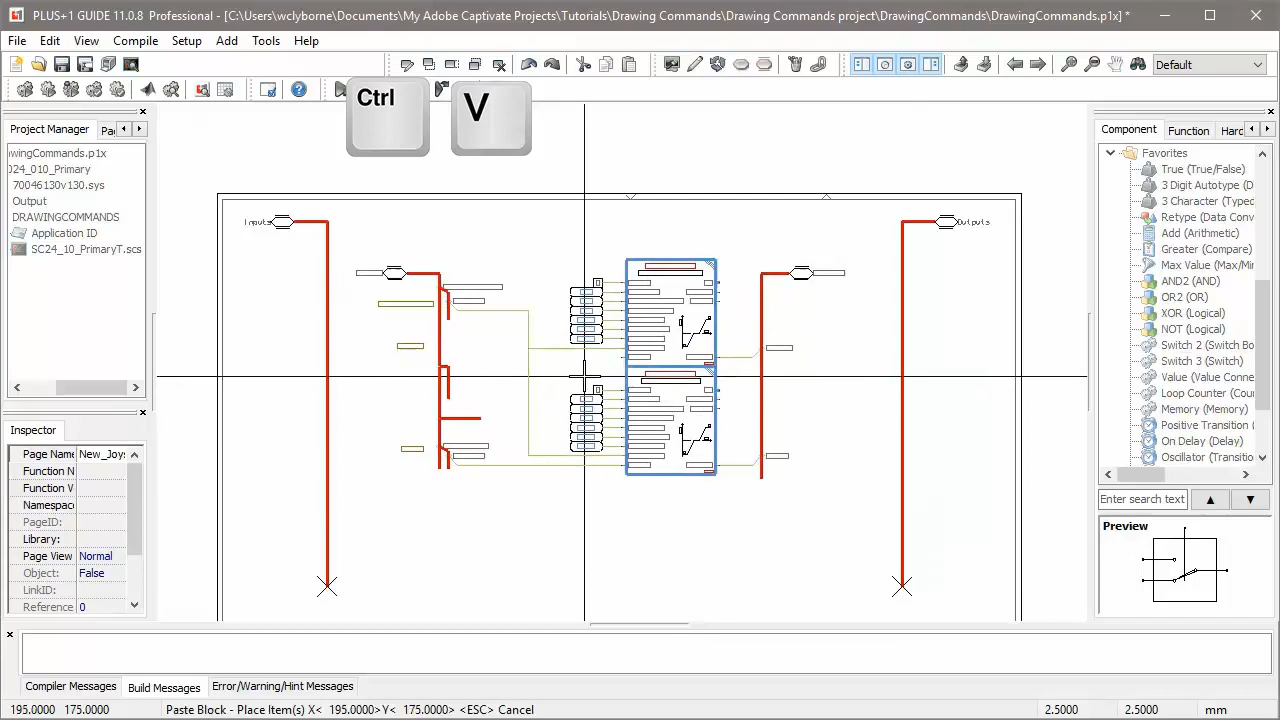 PLUS+1 GUIDE 11.0.8 Professional - [C:\Users\wclyborne\Documents\My Adobe Captivate Projects\Tutorials\Drawing Commands\Drawing Commands project\DrawingCommands\DrawingCommands.p1x] *
File Edit View Compile Setup Add Tools Help
Default
Ctrl V
Project Manager Pa
awingCommands.p1x
024_010_Primary
70046130v130.sys
Output
DRAWINGCOMMANDS
Application ID
SC24_10_PrimaryT.scs
Inspector
Page Name New_Joy
Function N
Function V
Namespace
PageID:
Library:
Page View Normal
Object: False
LinkID:
Reference 0
Inputs
Outputs
Component Function Hard
Favorites
True (True/False)
3 Digit Autotype (D
3 Character (Typec
Retype (Data Conv
Add (Arithmetic)
Greater (Compare)
Max Value (Max/Min
AND2 (AND)
OR2 (OR)
XOR (Logical)
NOT (Logical)
Switch 2 (Switch Bo
Switch 3 (Switch)
Value (Value Conne
Loop Counter (Cour
Memory (Memory)
Positive Transition (
On Delay (Delay)
Oscillator (Transitio
Enter search text
Preview
Compiler Messages Build Messages Error/Warning/Hint Messages
195.0000 175.0000 Paste Block - Place Item(s) X< 195.0000>Y< 175.0000> <ESC> Cancel 2.5000 2.5000 mm